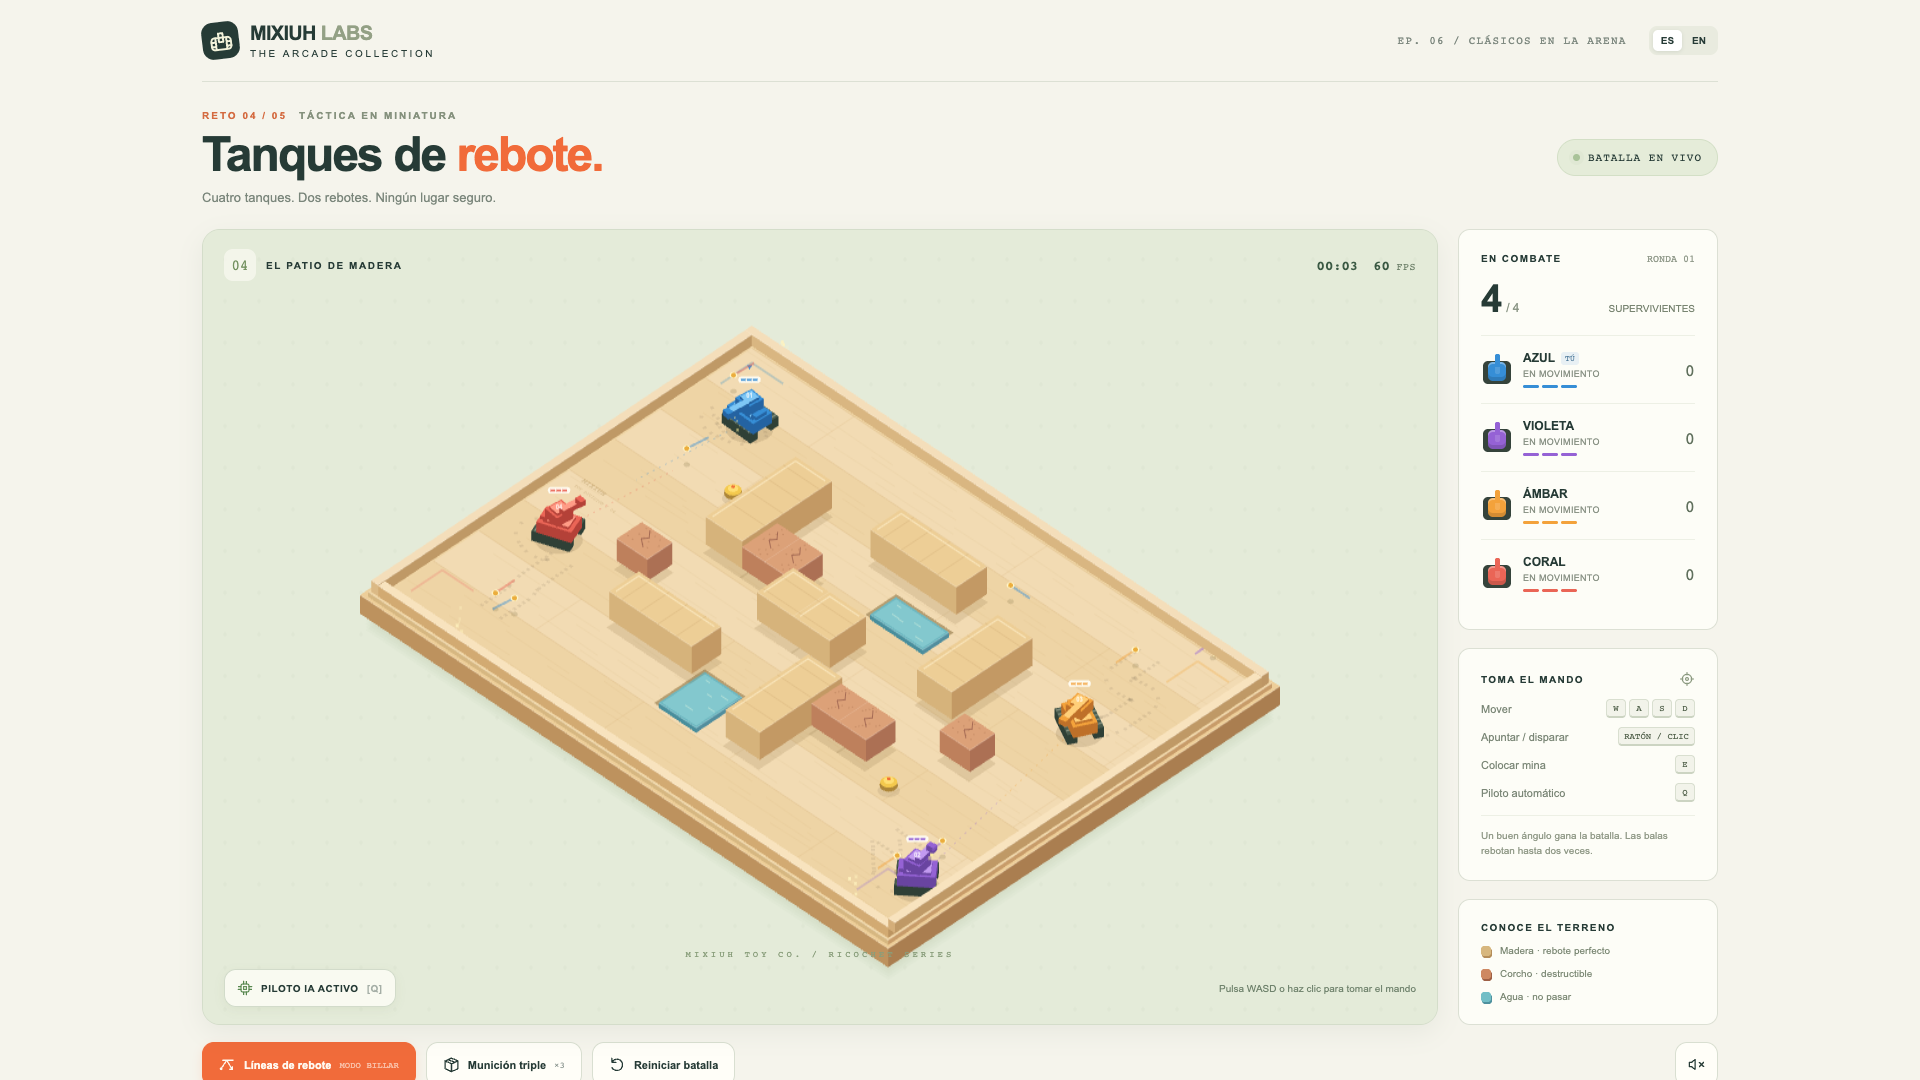 MIXIUH LABS
THE ARCADE COLLECTION
EP. 06 / CLÁSICOS EN LA ARENA
ES EN
RETO 04 / 05 TÁCTICA EN MINIATURA
Tanques de rebote.
Cuatro tanques. Dos rebotes. Ningún lugar seguro.
BATALLA EN VIVO
04 EL PATIO DE MADERA
00:03 60 FPS
MIXIUH TOY CO. / RICOCHET SERIES
PILOTO IA ACTIVO [Q]
Pulsa WASD o haz clic para tomar el mando
EN COMBATE RONDA 01
4 / 4 SUPERVIVIENTES
AZUL TÚ
EN MOVIMIENTO 0
VIOLETA
EN MOVIMIENTO 0
ÁMBAR
EN MOVIMIENTO 0
CORAL
EN MOVIMIENTO 0
TOMA EL MANDO
Mover W A S D
Apuntar / disparar RATÓN / CLIC
Colocar mina E
Piloto automático Q
Un buen ángulo gana la batalla. Las balas
rebotan hasta dos veces.
CONOCE EL TERRENO
Madera · rebote perfecto
Corcho · destructible
Agua · no pasar
Líneas de rebote MODO BILLAR
Munición triple ×3
Reiniciar batalla